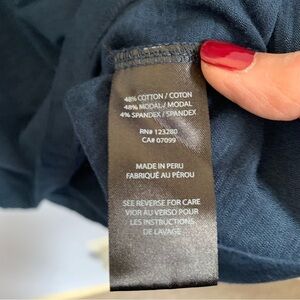 48% COTTON / COTON
48% MODAL / MODAL
4% SPANDEX / SPANDEX
RN# 123280
CA# 07099
MADE IN PERU
FABRIQUÉ AU PÉROU
SEE REVERSE FOR CARE
VIOR AU VERSO POUR
LES INSTRUCTIONS
DE LAVAGE